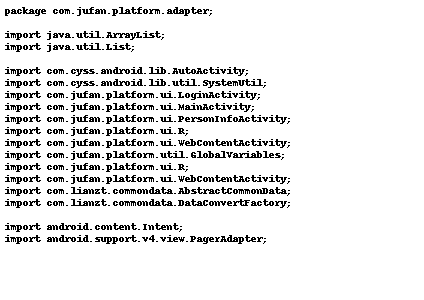 package com.jufan.platform.adapter;
import java.util.ArrayList;
import java.util.List;
import com.cyss.android.lib.AutoActivity;
import com.cyss.android.lib.util.SystemUtil;
import com.jufan.platform.ui.LoginActivity;
import com.jufan.platform.ui.MainActivity;
import com.jufan.platform.ui.PersonInfoActivity;
import com.jufan.platform.ui.R;
import com.jufan.platform.ui.WebContentActivity;
import com.jufan.platform.util.GlobalVariables;
import com.jufan.platform.ui.R;
import com.jufan.platform.ui.WebContentActivity;
import com.lianzt.commondata.AbstractCommonData;
import com.lianzt.commondata.DataConvertFactory;
import android.content.Intent;
import android.support.v4.view.PagerAdapter;